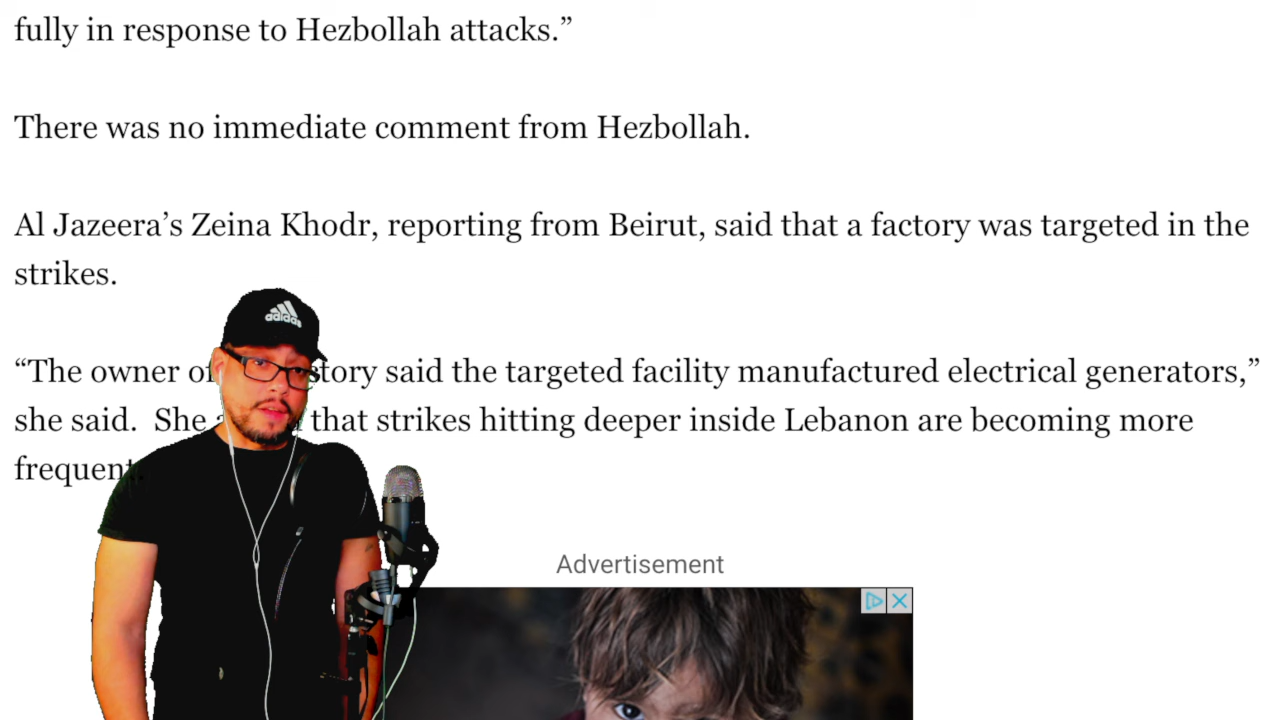 fully in response to Hezbollah attacks.”
There was no immediate comment from Hezbollah.
Al Jazeera’s Zeina Khodr, reporting from Beirut, said that a factory was targeted in the
strikes.
adidas
“The owner of story said the targeted facility manufactured electrical generators,”
she said. She that strikes hitting deeper inside Lebanon are becoming more
frequent.
Advertisement